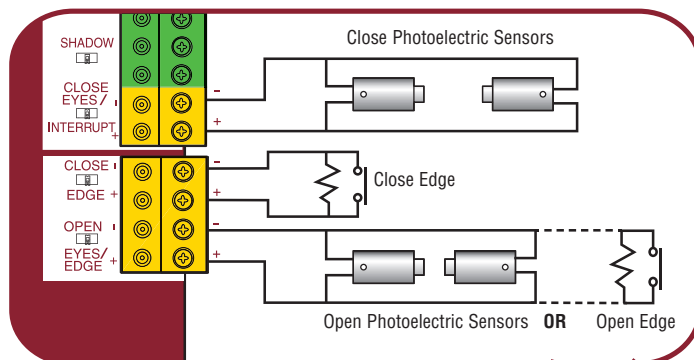 SHADOW
CLOSE
EYES/ -
INTERRUPT +
- 
+
Close Photoelectric Sensors
CLOSE -
EDGE +
-
+
Close Edge
OPEN -
EYES/ +
EDGE
-
+
Open Photoelectric Sensors OR Open Edge